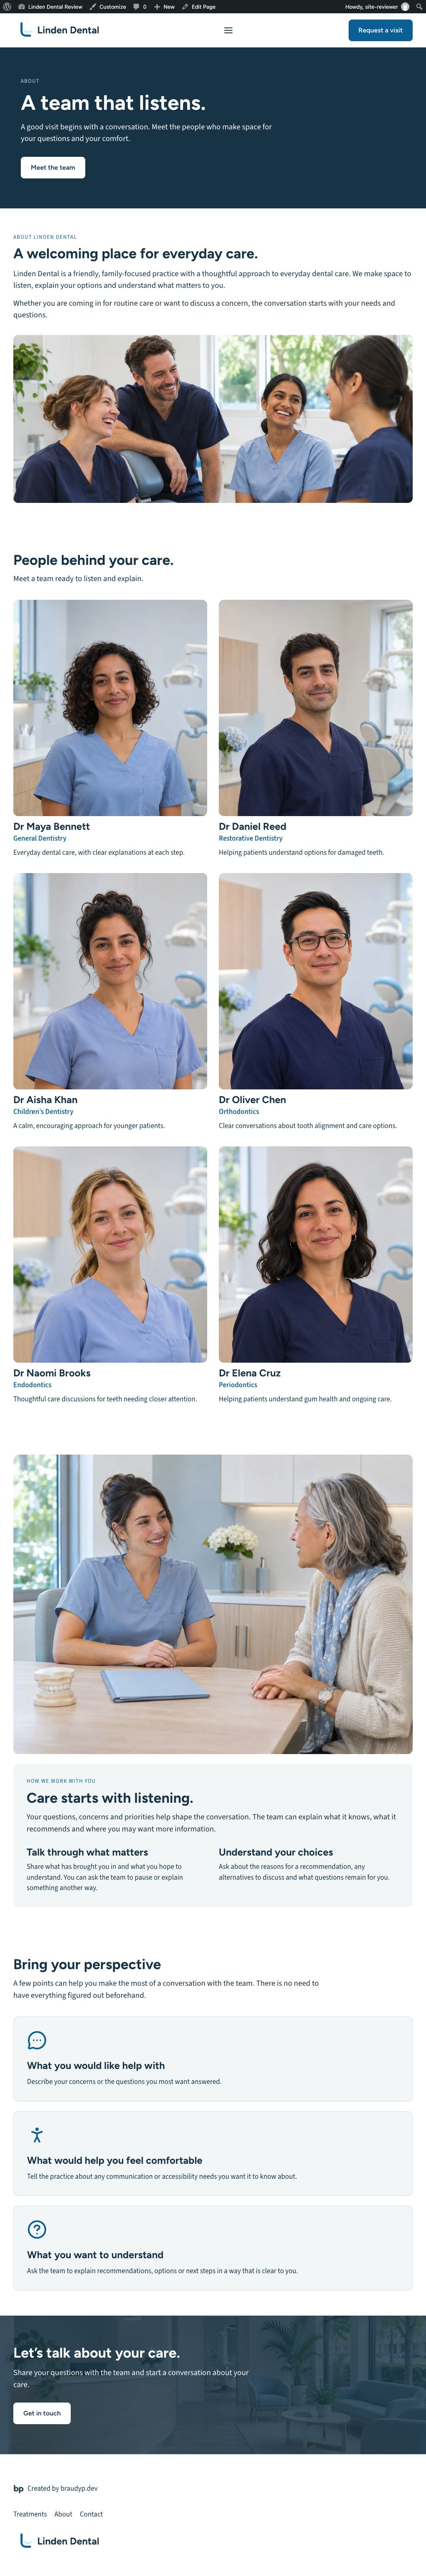 Linden Dental Review Customize 0 New Edit Page Howdy, site-reviewer
Linden Dental
Request a visit
ABOUT
A team that listens.
A good visit begins with a conversation. Meet the people who make space for
your questions and your comfort.
Meet the team
ABOUT LINDEN DENTAL
A welcoming place for everyday care.
Linden Dental is a friendly, family-focused practice with a thoughtful approach to everyday dental care. We make space to
listen, explain your options and understand what matters to you.
Whether you are coming in for routine care or want to discuss a concern, the conversation starts with your needs and
questions.
People behind your care.
Meet a team ready to listen and explain.
Dr Maya Bennett
General Dentistry
Everyday dental care, with clear explanations at each step.
Dr Daniel Reed
Restorative Dentistry
Helping patients understand options for damaged teeth.
Dr Aisha Khan
Children's Dentistry
A calm, encouraging approach for younger patients.
Dr Oliver Chen
Orthodontics
Clear conversations about tooth alignment and care options.
Dr Naomi Brooks
Endodontics
Thoughtful care discussions for teeth needing closer attention.
Dr Elena Cruz
Periodontics
Helping patients understand gum health and ongoing care.
HOW WE WORK WITH YOU
Care starts with listening.
Your questions, concerns and priorities help shape the conversation. The team can explain what it knows, what it
recommends and where you may want more information.
Talk through what matters
Share what has brought you in and what you hope to
understand. You can ask the team to pause or explain
something another way.
Understand your choices
Ask about the reasons for a recommendation, any
alternatives to discuss and what questions remain for you.
Bring your perspective
A few points can help you make the most of a conversation with the team. There is no need to
have everything figured out beforehand.
What you would like help with
Describe your concerns or the questions you most want answered.
What would help you feel comfortable
Tell the practice about any communication or accessibility needs you want it to know about.
What you want to understand
Ask the team to explain recommendations, options or next steps in a way that is clear to you.
Let's talk about your care.
Share your questions with the team and start a conversation about your
care.
Get in touch
bp Created by braudyp.dev
Treatments About Contact
Linden Dental